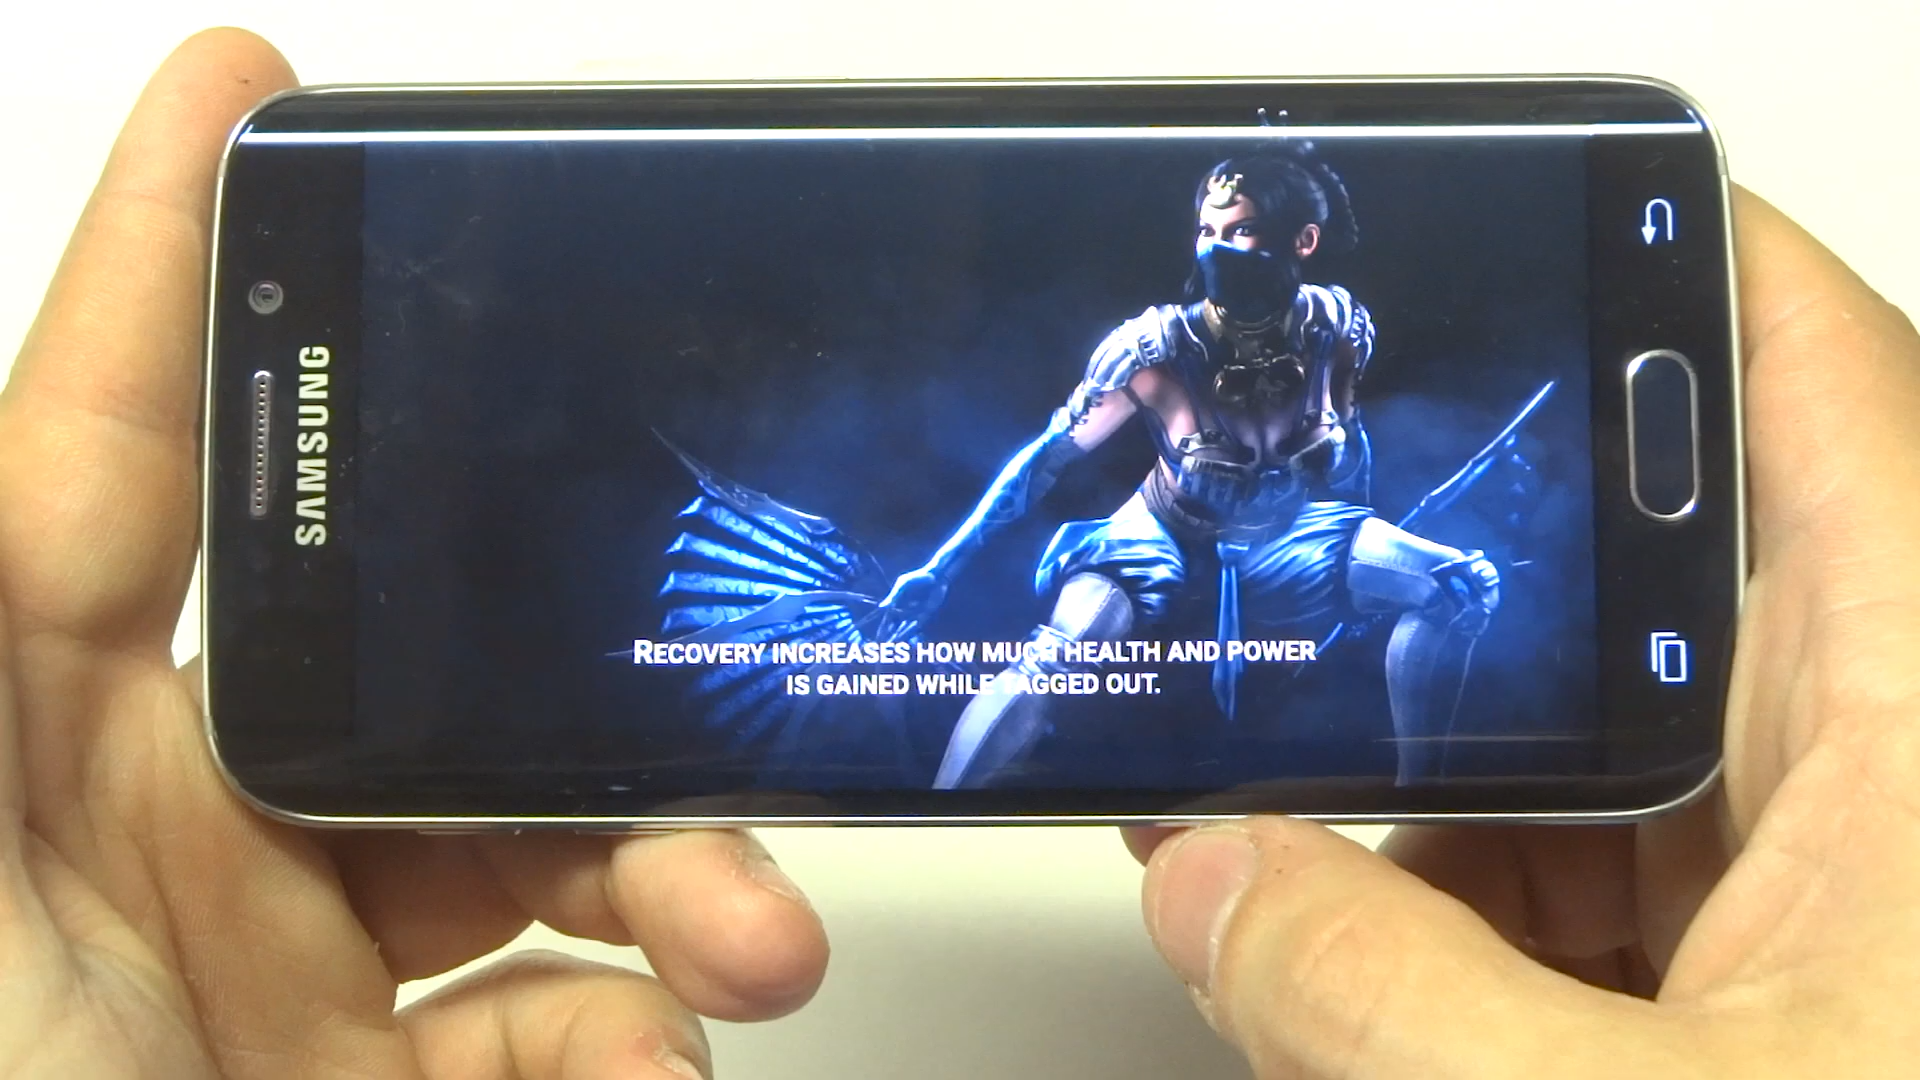 SAMSUNG
RECOVERY INCREASES HOW MUCH HEALTH AND POWER
IS GAINED WHILE TAGGED OUT.